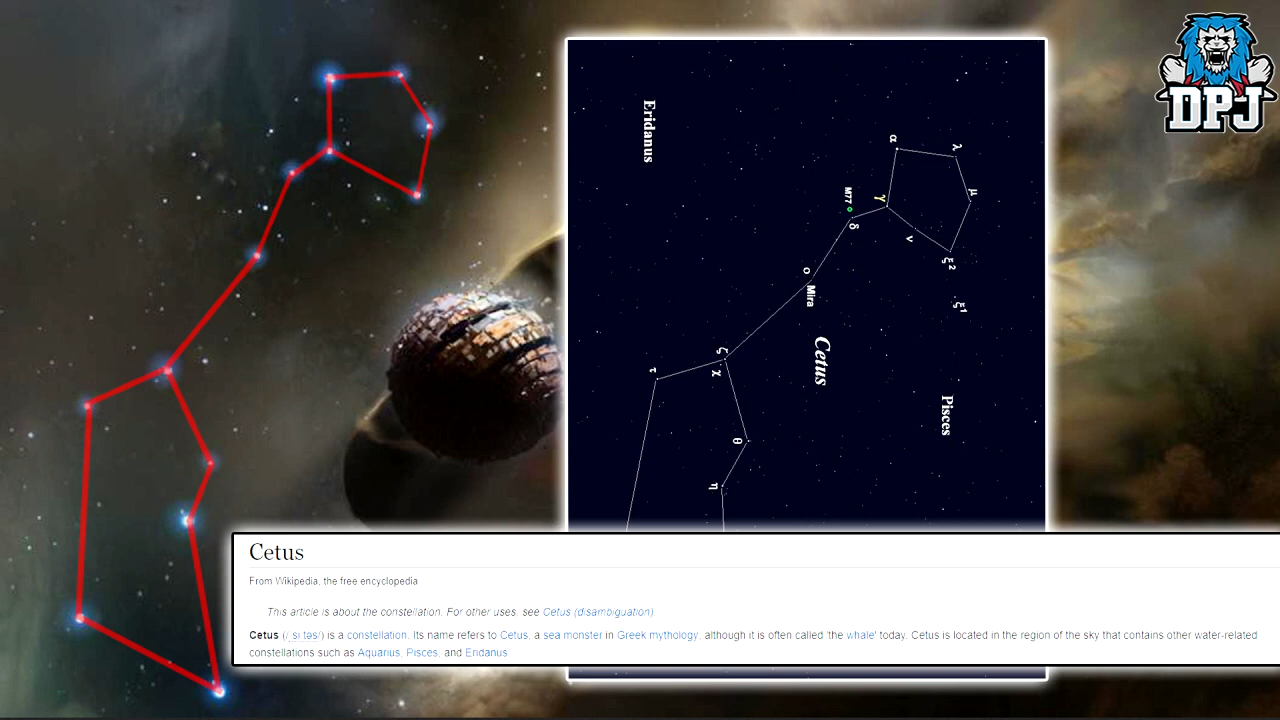 DPJ
Eridanus
α
λ
μ
M77
γ
δ
ν
ξ 2
ξ 1
ο
Mira
Cetus
Pisces
ζ
χ
τ
θ
η
Cetus
From Wikipedia, the free encyclopedia
This article is about the constellation. For other uses, see Cetus (disambiguation).
Cetus (/ˈsiːtəs/) is a constellation. Its name refers to Cetus, a sea monster in Greek mythology, although it is often called 'the whale' today. Cetus is located in the region of the sky that contains other water-related
constellations such as Aquarius, Pisces, and Eridanus